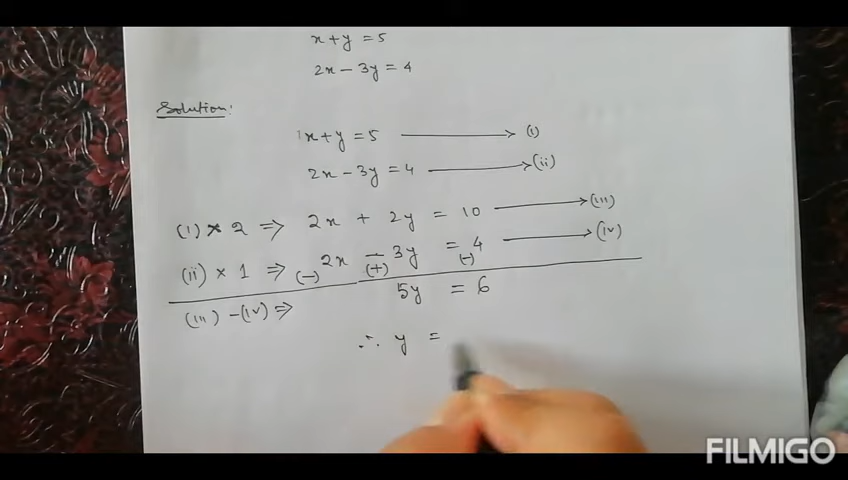 x + y = 5
2x - 3y = 4
Solution:
1x + y = 5 → (i)
2x - 3y = 4 → (ii)
(i) × 2 ⇒ 2x + 2y = 10 → (iii)
(ii) × 1 ⇒ 2x - 3y = 4 → (iv)
(-) (+) (-)
(iii) - (iv) ⇒ 5y = 6
∴ y =
FILMIGO